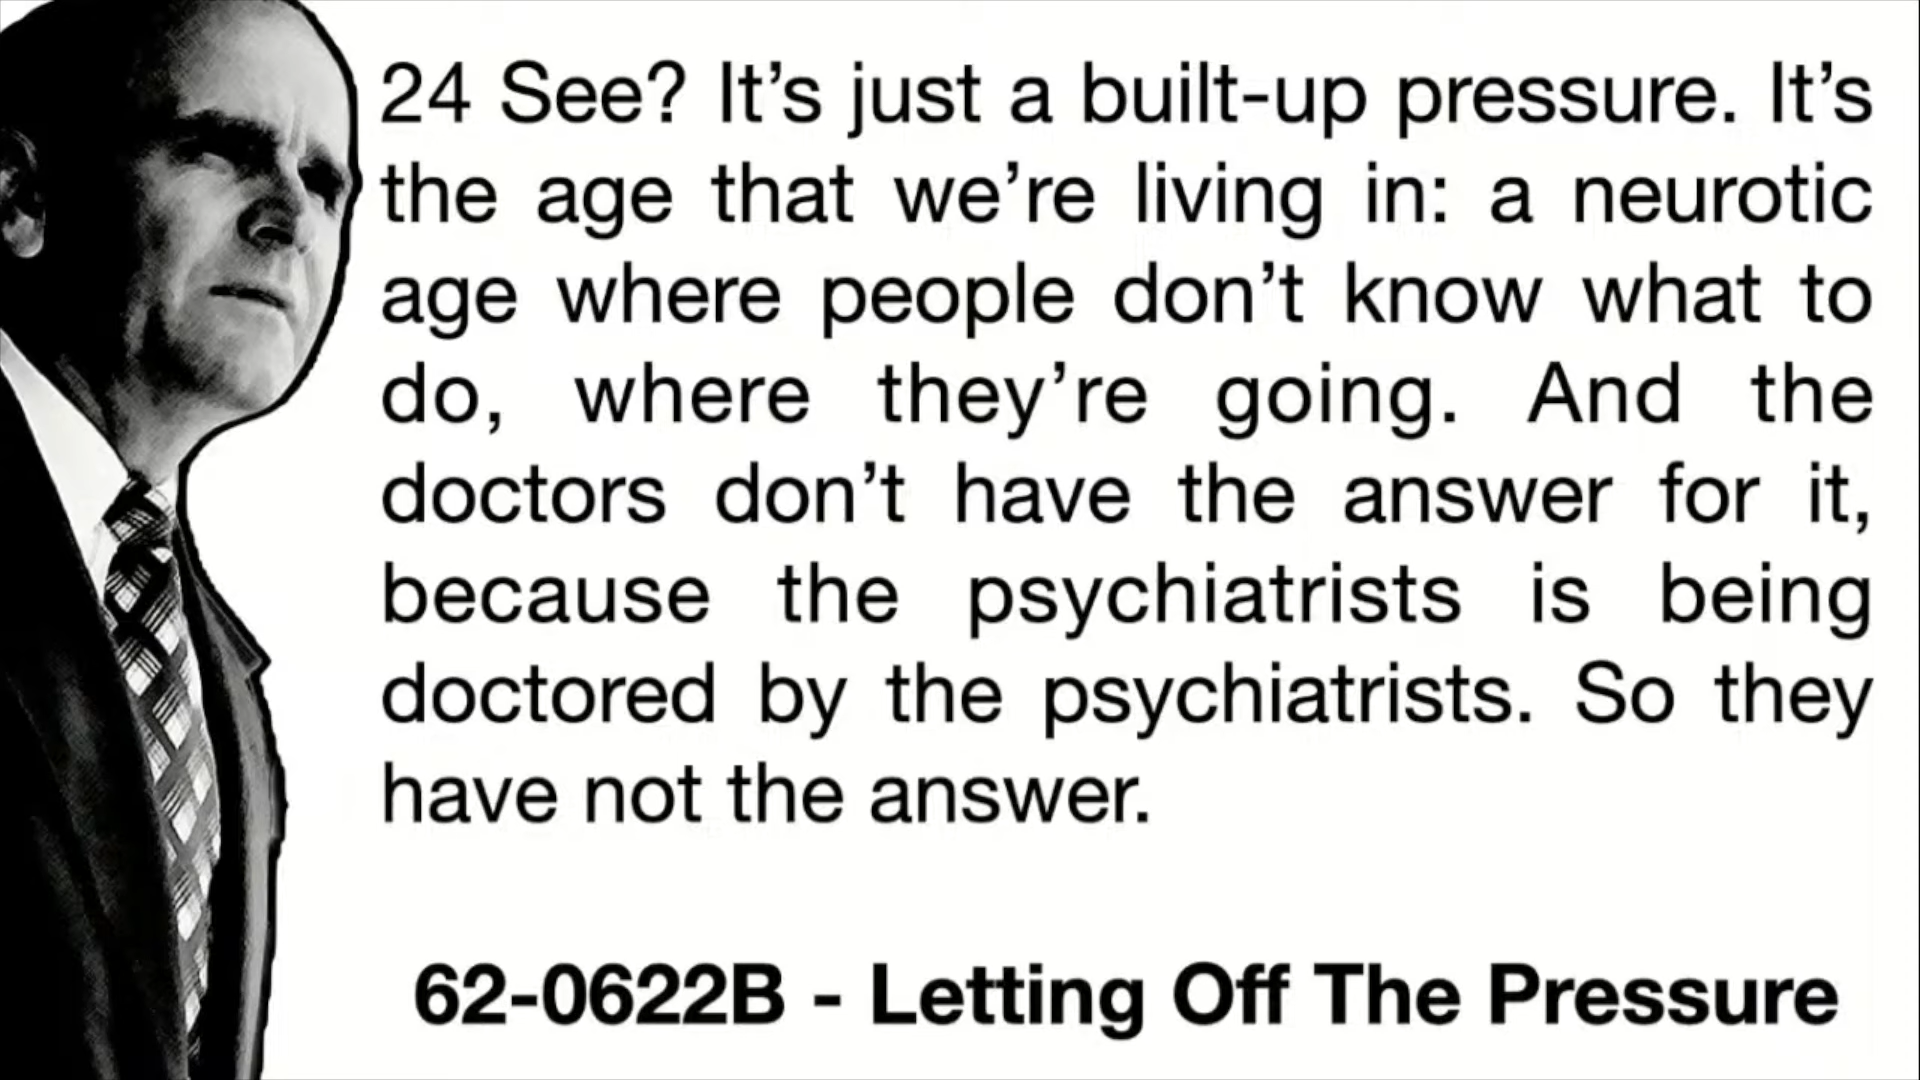 24 See? It’s just a built-up pressure. It’s
the age that we’re living in: a neurotic
age where people don’t know what to
do, where they’re going. And the
doctors don’t have the answer for it,
because the psychiatrists is being
doctored by the psychiatrists. So they
have not the answer.
62-0622B - Letting Off The Pressure